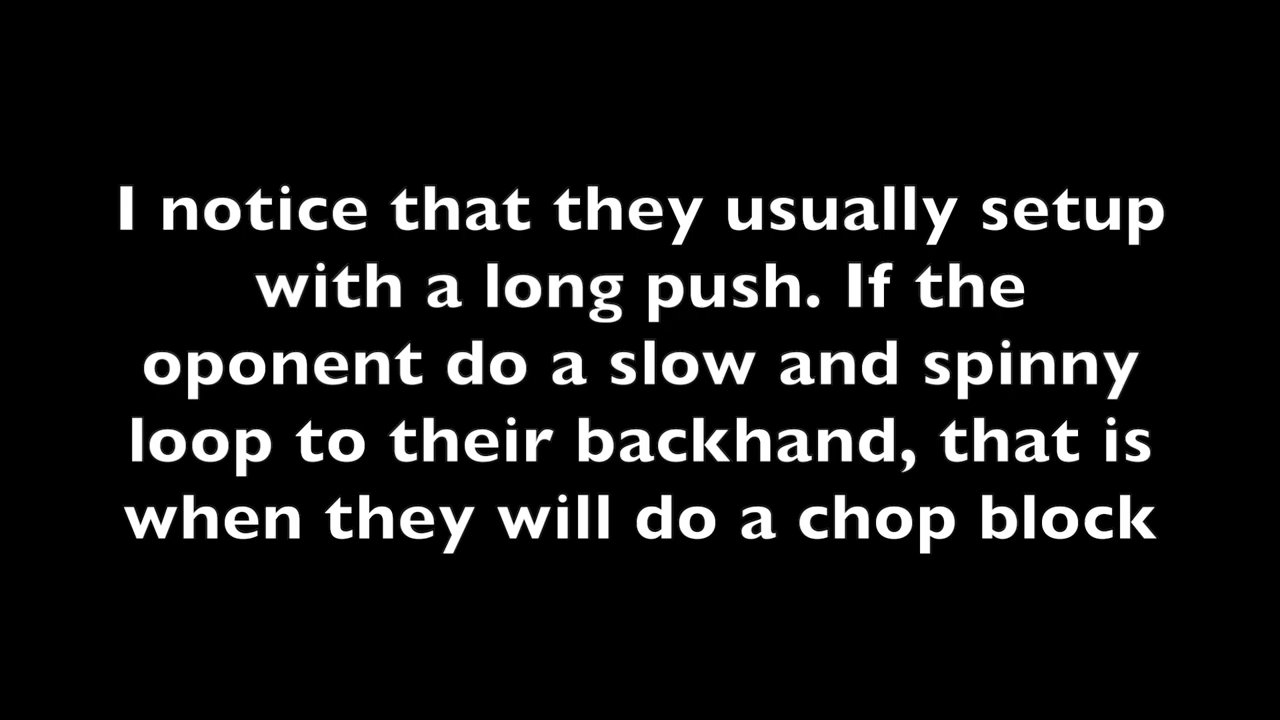 I notice that they usually setup
with a long push. If the
oponent do a slow and spinny
loop to their backhand, that is
when they will do a chop block